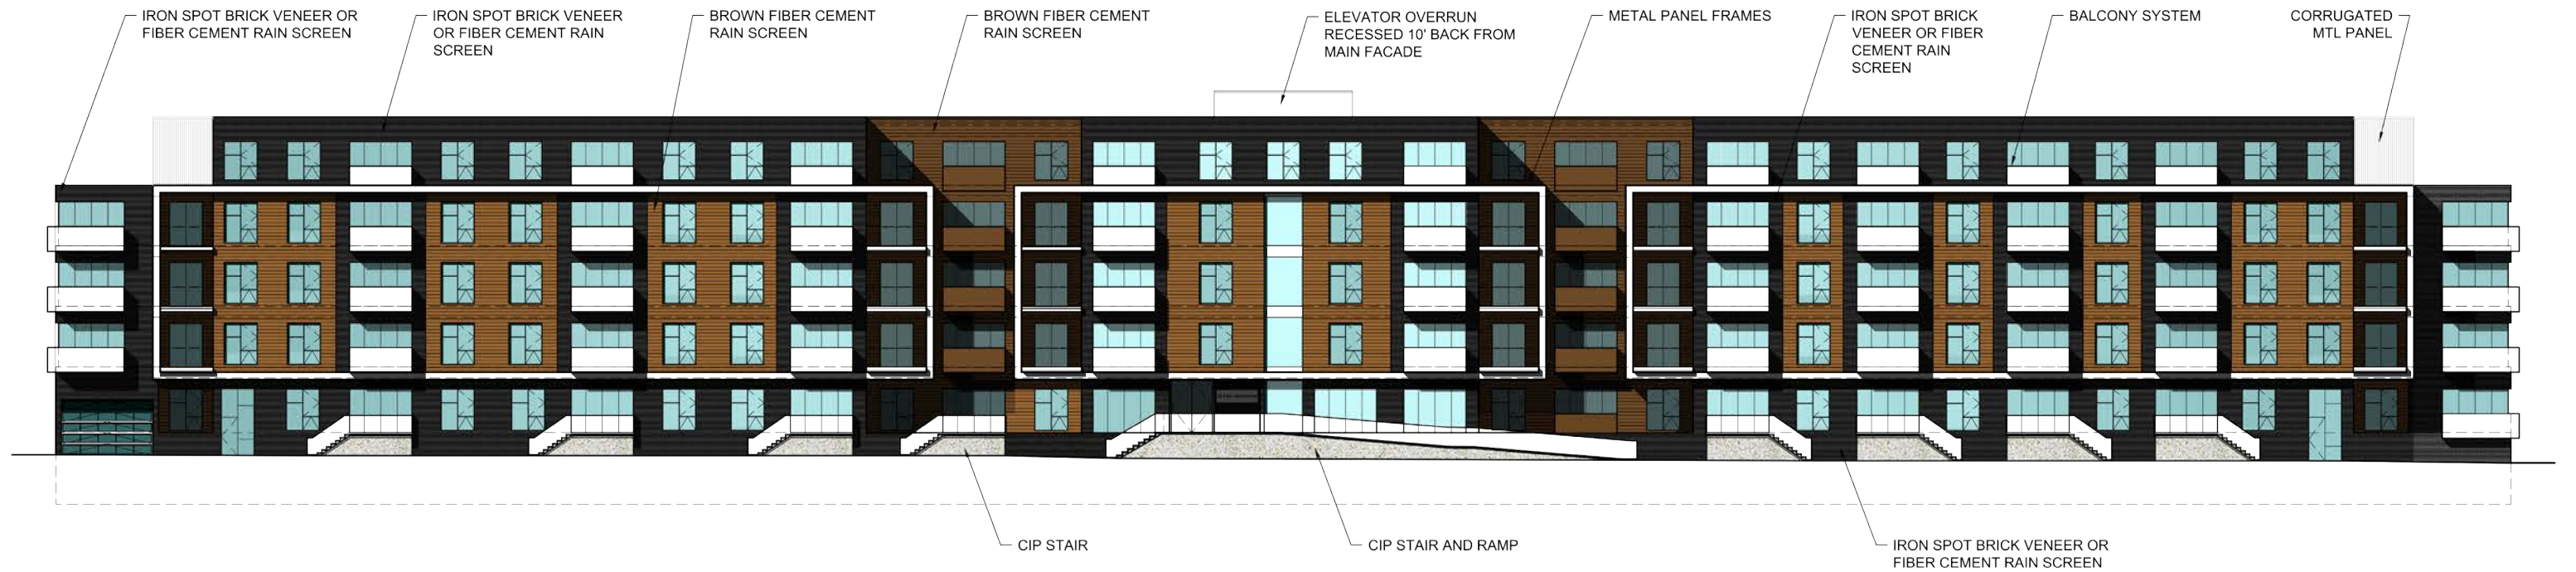 IRON SPOT BRICK VENEER OR
FIBER CEMENT RAIN SCREEN
IRON SPOT BRICK VENEER
OR FIBER CEMENT RAIN
SCREEN
BROWN FIBER CEMENT
RAIN SCREEN
BROWN FIBER CEMENT
RAIN SCREEN
ELEVATOR OVERRUN
RECESSED 10' BACK FROM
MAIN FACADE
METAL PANEL FRAMES
IRON SPOT BRICK
VENEER OR FIBER
CEMENT RAIN
SCREEN
BALCONY SYSTEM
CORRUGATED
MTL PANEL
CIP STAIR
CIP STAIR AND RAMP
IRON SPOT BRICK VENEER OR
FIBER CEMENT RAIN SCREEN